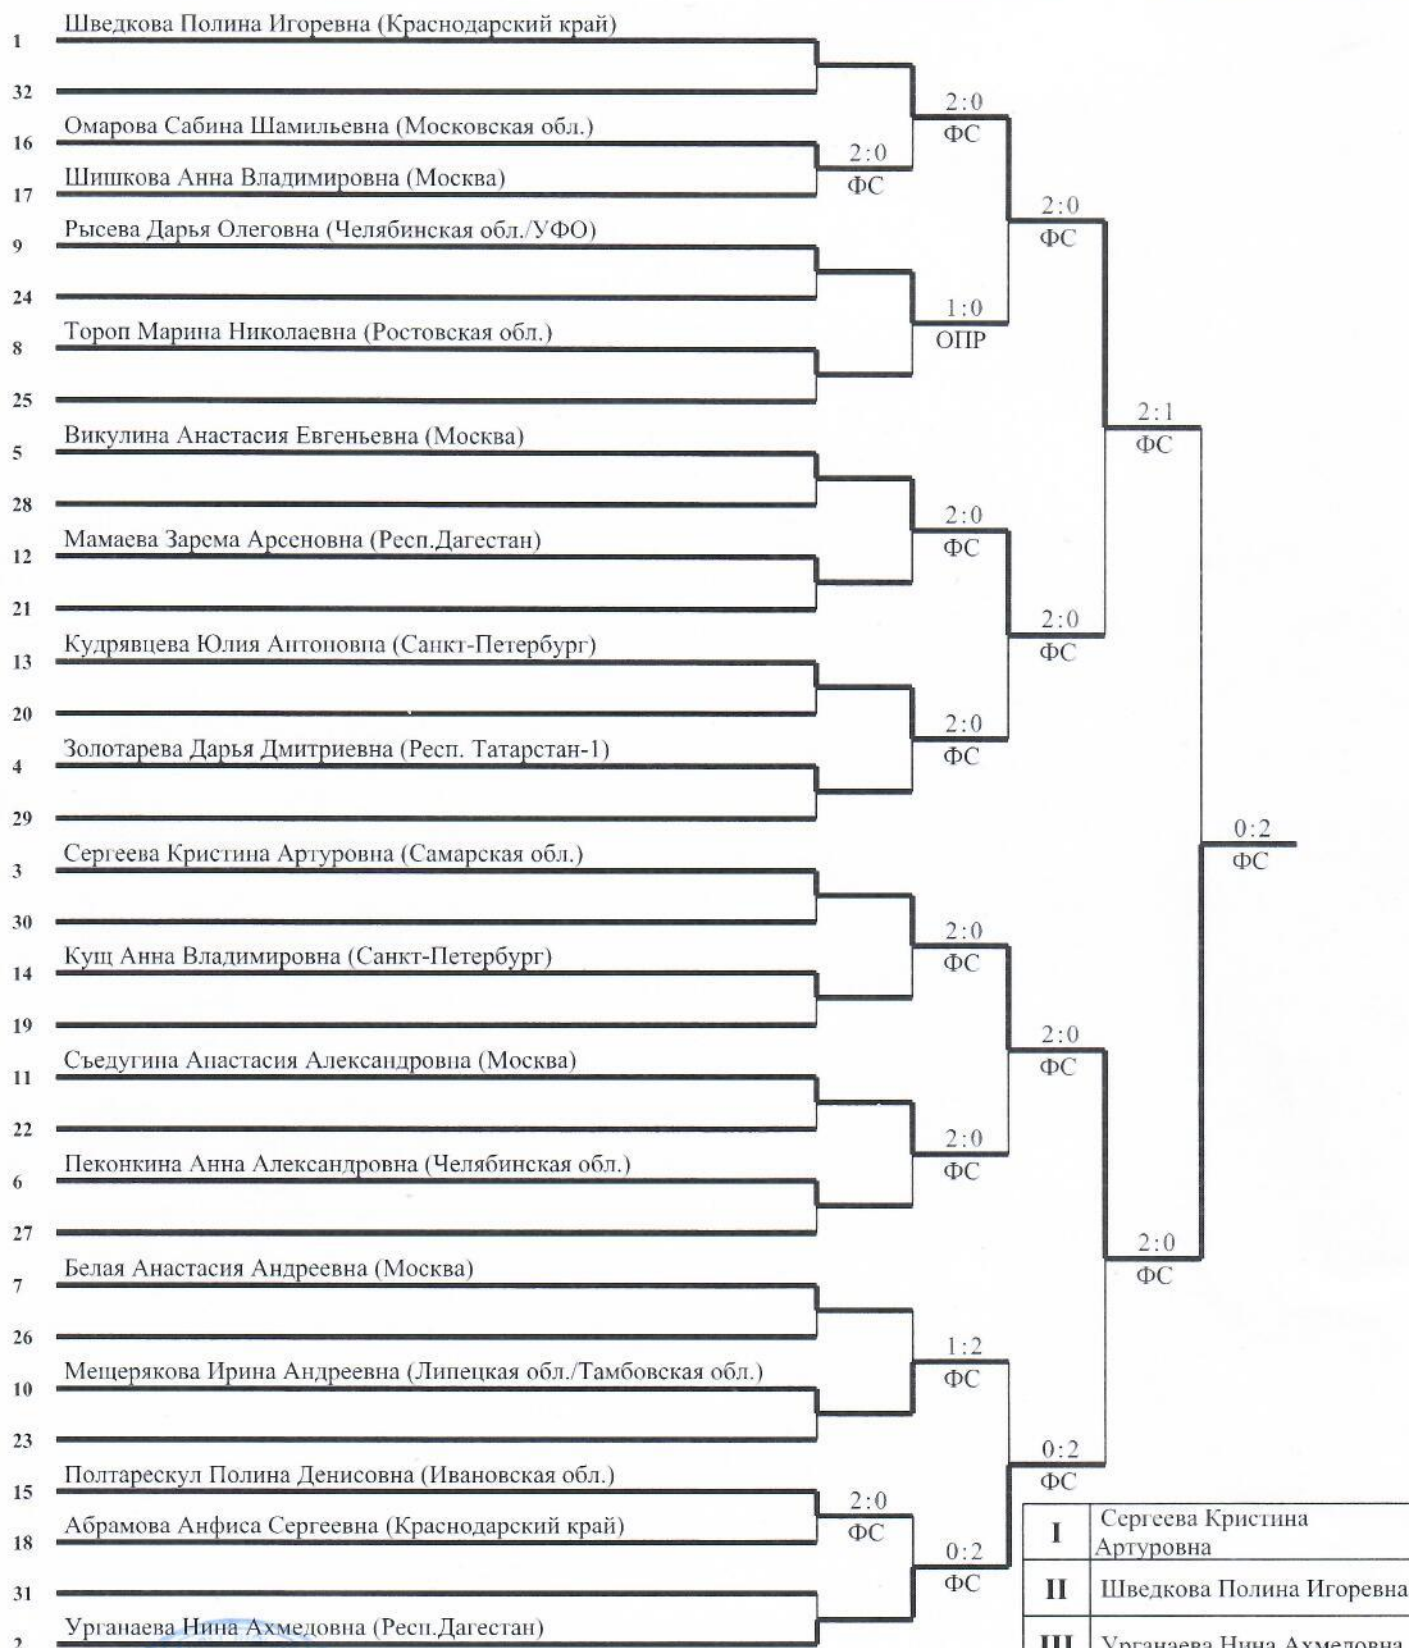 Шведкова Полина Игоревна (Краснодарский край)
1
32
2:0
Омарова Сабина Шамильевна (Московская обл.)
ФС
16
2:0
Шишкова Анна Владимировна (Москва)
ФС
17
2:0
Рысева Дарья Олеговна (Челябинская обл./УФО)
ФС
9
24
1:0
Тороп Марина Николаевна (Ростовская обл.)
ОПР
8
25
2:1
Викулина Анастасия Евгеньевна (Москва)
ФС
5
28
2:0
Мамаева Зарема Арсеновна (Респ.Дагестан)
ФС
12
21
2:0
Кудрявцева Юлия Антоновна (Санкт-Петербург)
ФС
13
20
2:0
Золотарева Дарья Дмитриевна (Респ. Татарстан-1)
ФС
4
29
0:2
Сергеева Кристина Артуровна (Самарская обл.)
ФС
3
30
2:0
Кущ Анна Владимировна (Санкт-Петербург)
ФС
14
19
2:0
Съедугина Анастасия Александровна (Москва)
ФС
11
22
2:0
Пеконкина Анна Александровна (Челябинская обл.)
ФС
6
27
2:0
Белая Анастасия Андреевна (Москва)
ФС
7
26
1:2
Мещерякова Ирина Андреевна (Липецкая обл./Тамбовская обл.)
ФС
10
23
0:2
Полтарескул Полина Денисовна (Ивановская обл.)
ФС
15
2:0
Абрамова Анфиса Сергеевна (Краснодарский край)
ФС
18
0:2
ФС
31
Урганаева Нина Ахмедовна (Респ.Дагестан)
2
I Сергеева Кристина
Артуровна
II Шведкова Полина Игоревна
III Урганаева Нина Ахмедовна